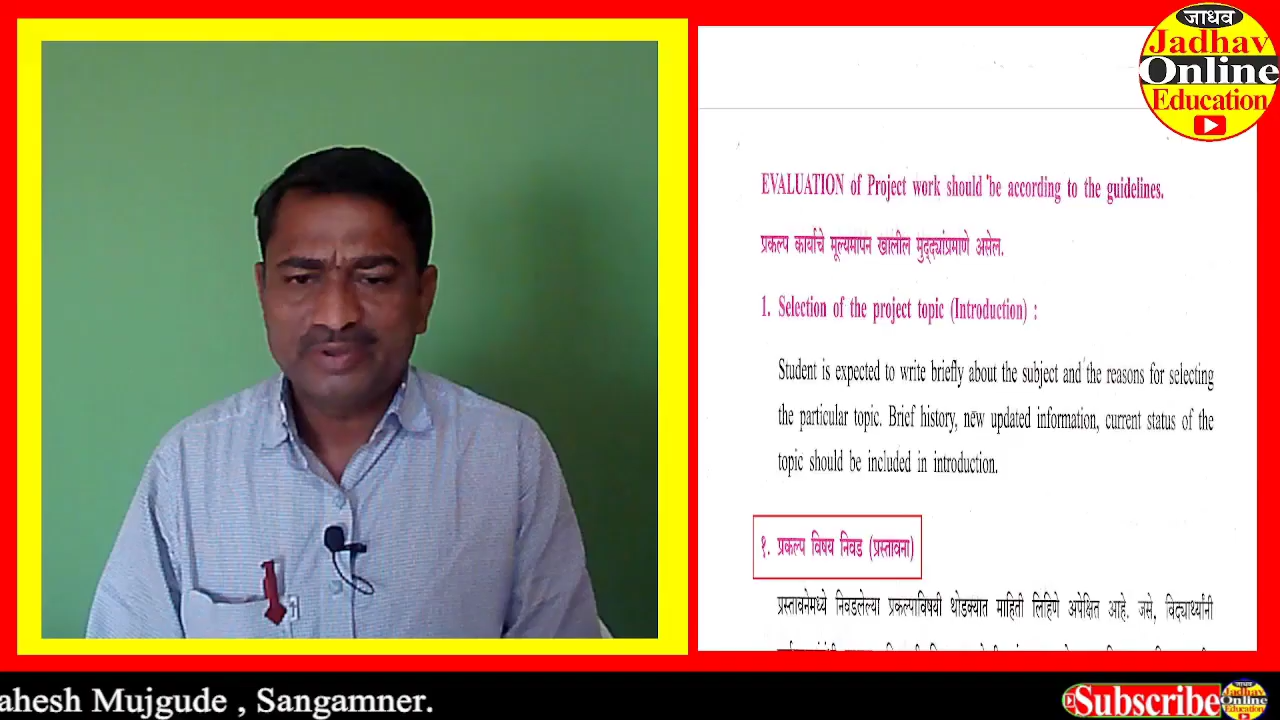 जाधव
Jadhav
Online
Education
EVALUATION of Project work should be according to the guidelines.
प्रकल्प कार्याचे मूल्यमापन खालील मुद्द्यांप्रमाणे असेल.
1. Selection of the project topic (Introduction) :
Student is expected to write briefly about the subject and the reasons for selecting
the particular topic. Brief history, new updated information, current status of the
topic should be included in introduction.
१. प्रकल्प विषय निवड (प्रस्तावना)
प्रस्तावनेमध्ये निवडलेल्या प्रकल्पाविषयी थोडक्यात माहिती लिहिणे अपेक्षित आहे. जसे, विद्यार्थ्यांनी
ahesh Mujgude , Sangamner.
Subscribe
जाधव
Jadhav
Online
Education